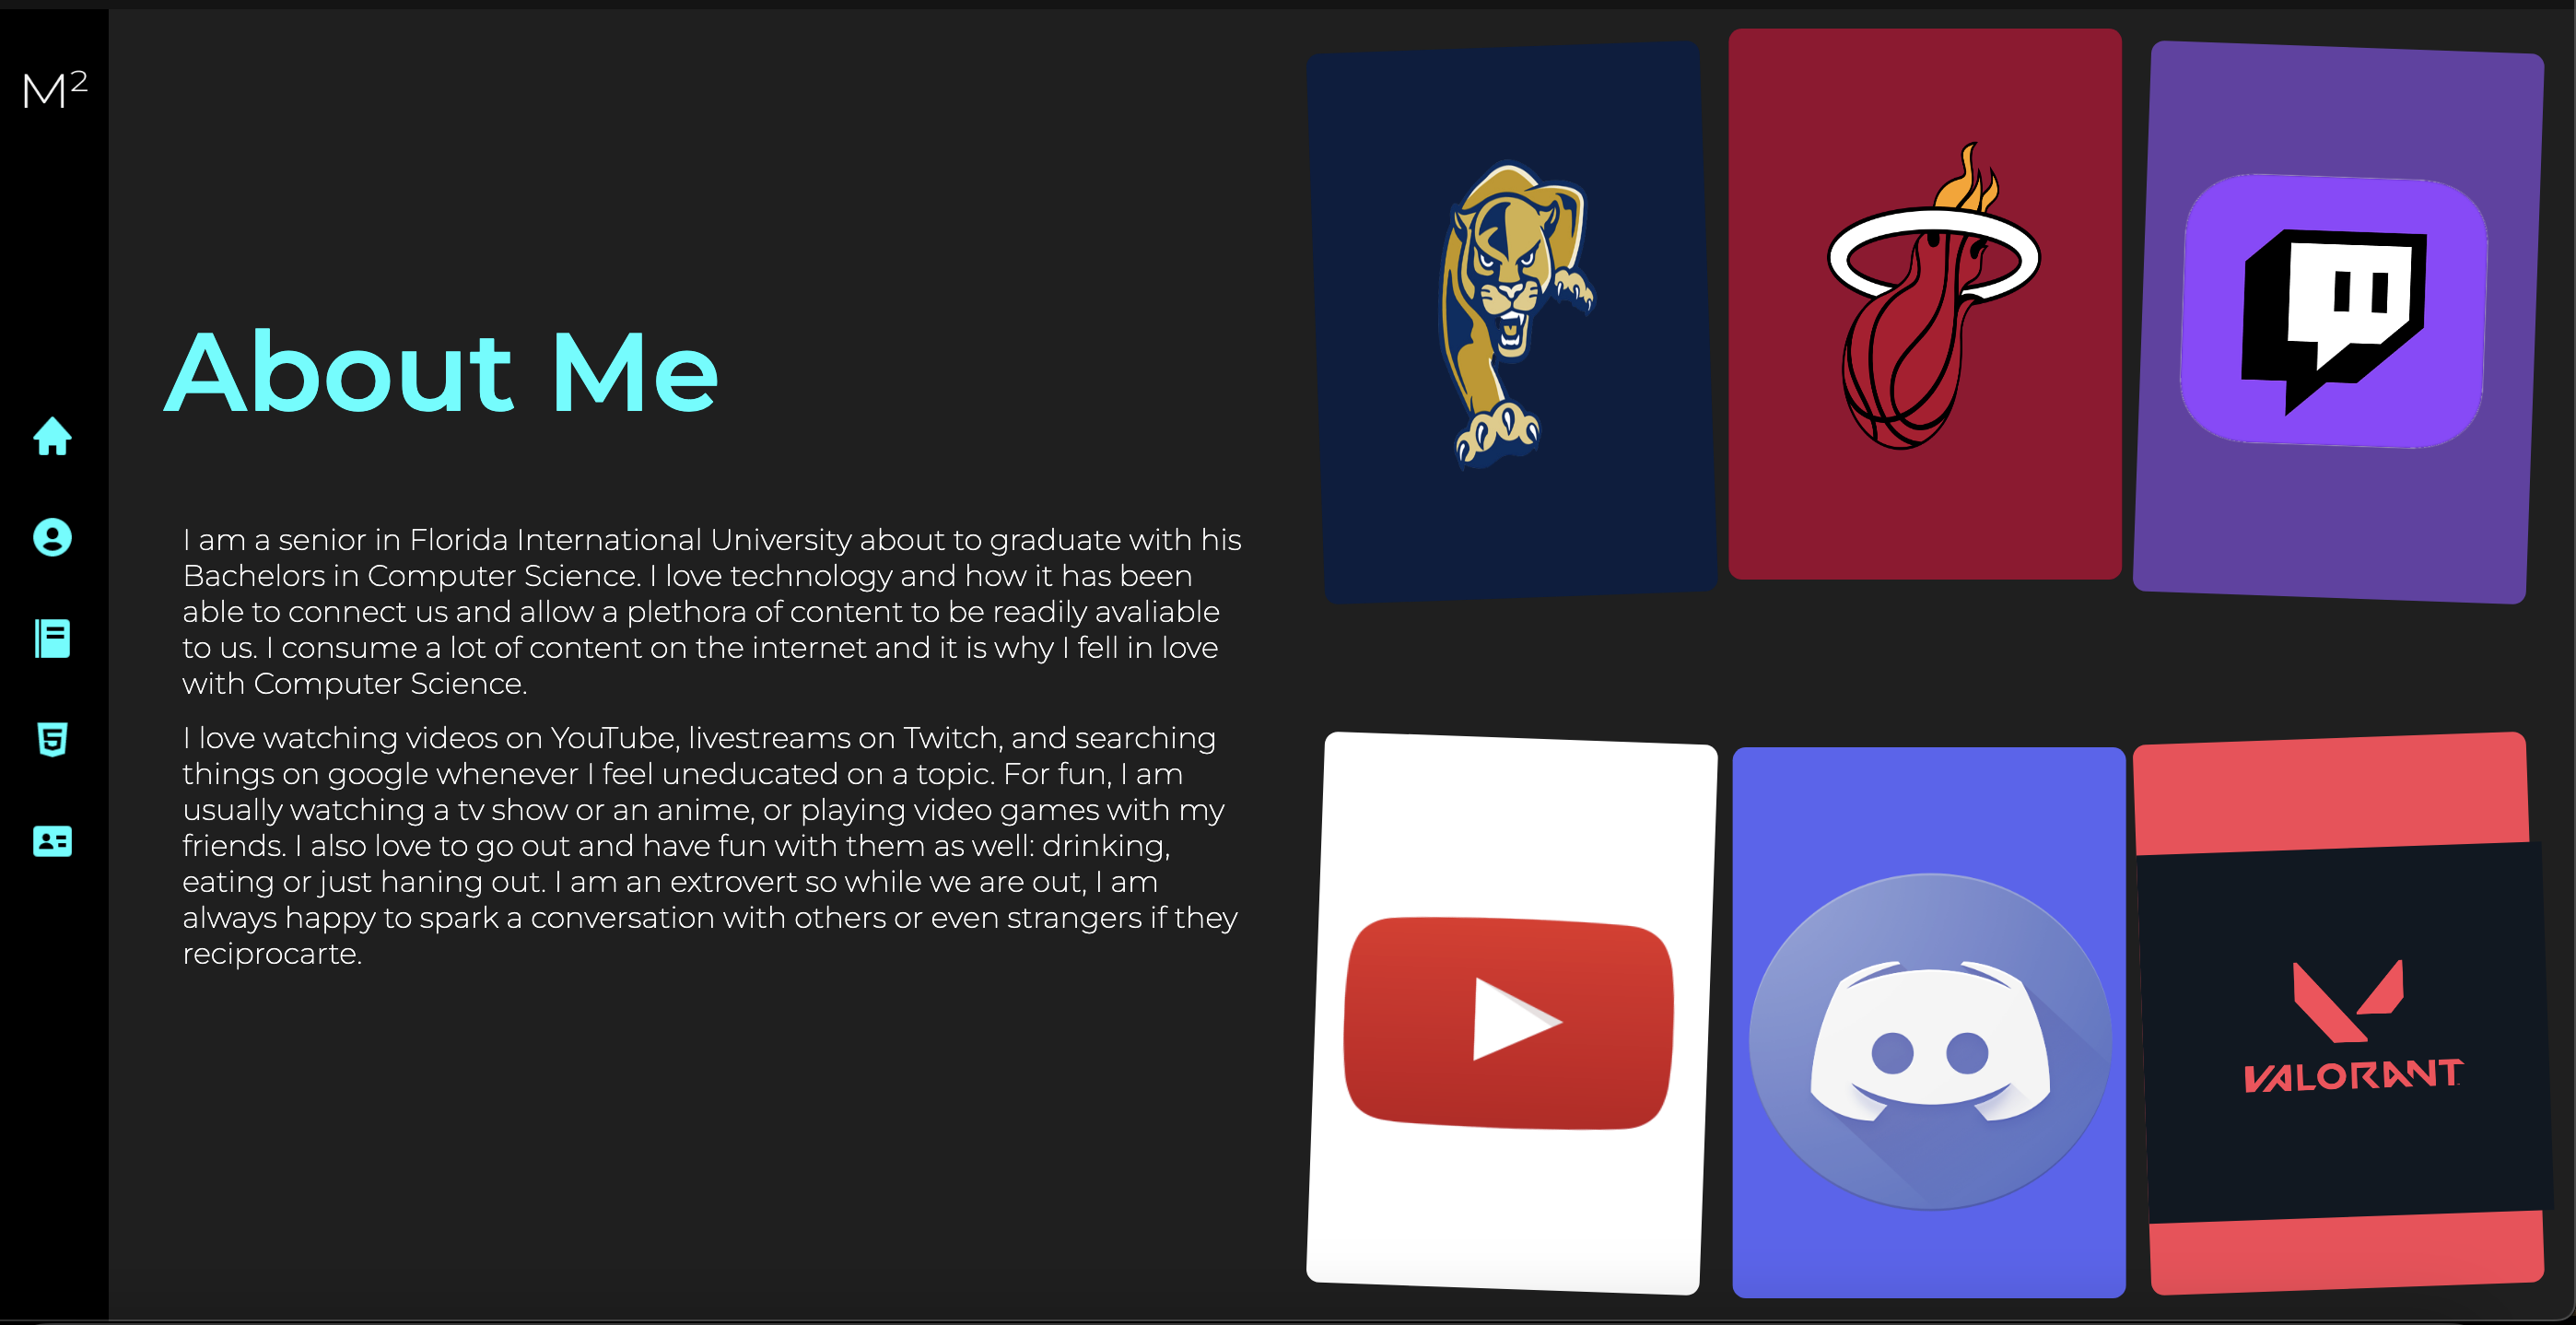 M²
About Me
I am a senior in Florida International University about to graduate with his
Bachelors in Computer Science. I love technology and how it has been
able to connect us and allow a plethora of content to be readily avaliable
to us. I consume a lot of content on the internet and it is why I fell in love
with Computer Science.
I love watching videos on YouTube, livestreams on Twitch, and searching
things on google whenever I feel uneducated on a topic. For fun, I am
usually watching a tv show or an anime, or playing video games with my
friends. I also love to go out and have fun with them as well: drinking,
eating or just haning out. I am an extrovert so while we are out, I am
always happy to spark a conversation with others or even strangers if they
reciprocarte.
VALORANT